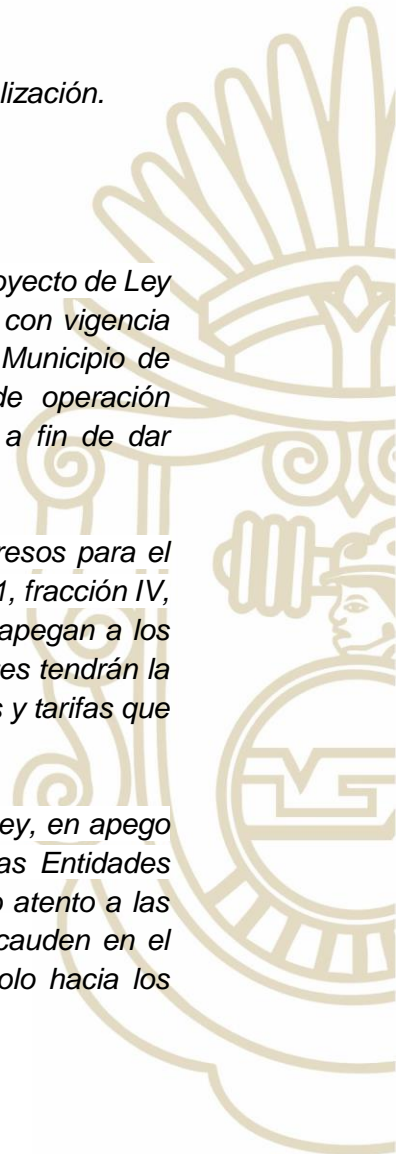 lización.
oyecto de Ley
con vigencia
Municipio de
de operación
a fin de dar
resos para el
1, fracción IV,
apegan a los
es tendrán la
s y tarifas que
ey, en apego
as Entidades
o atento a las
cauden en el
olo hacia los